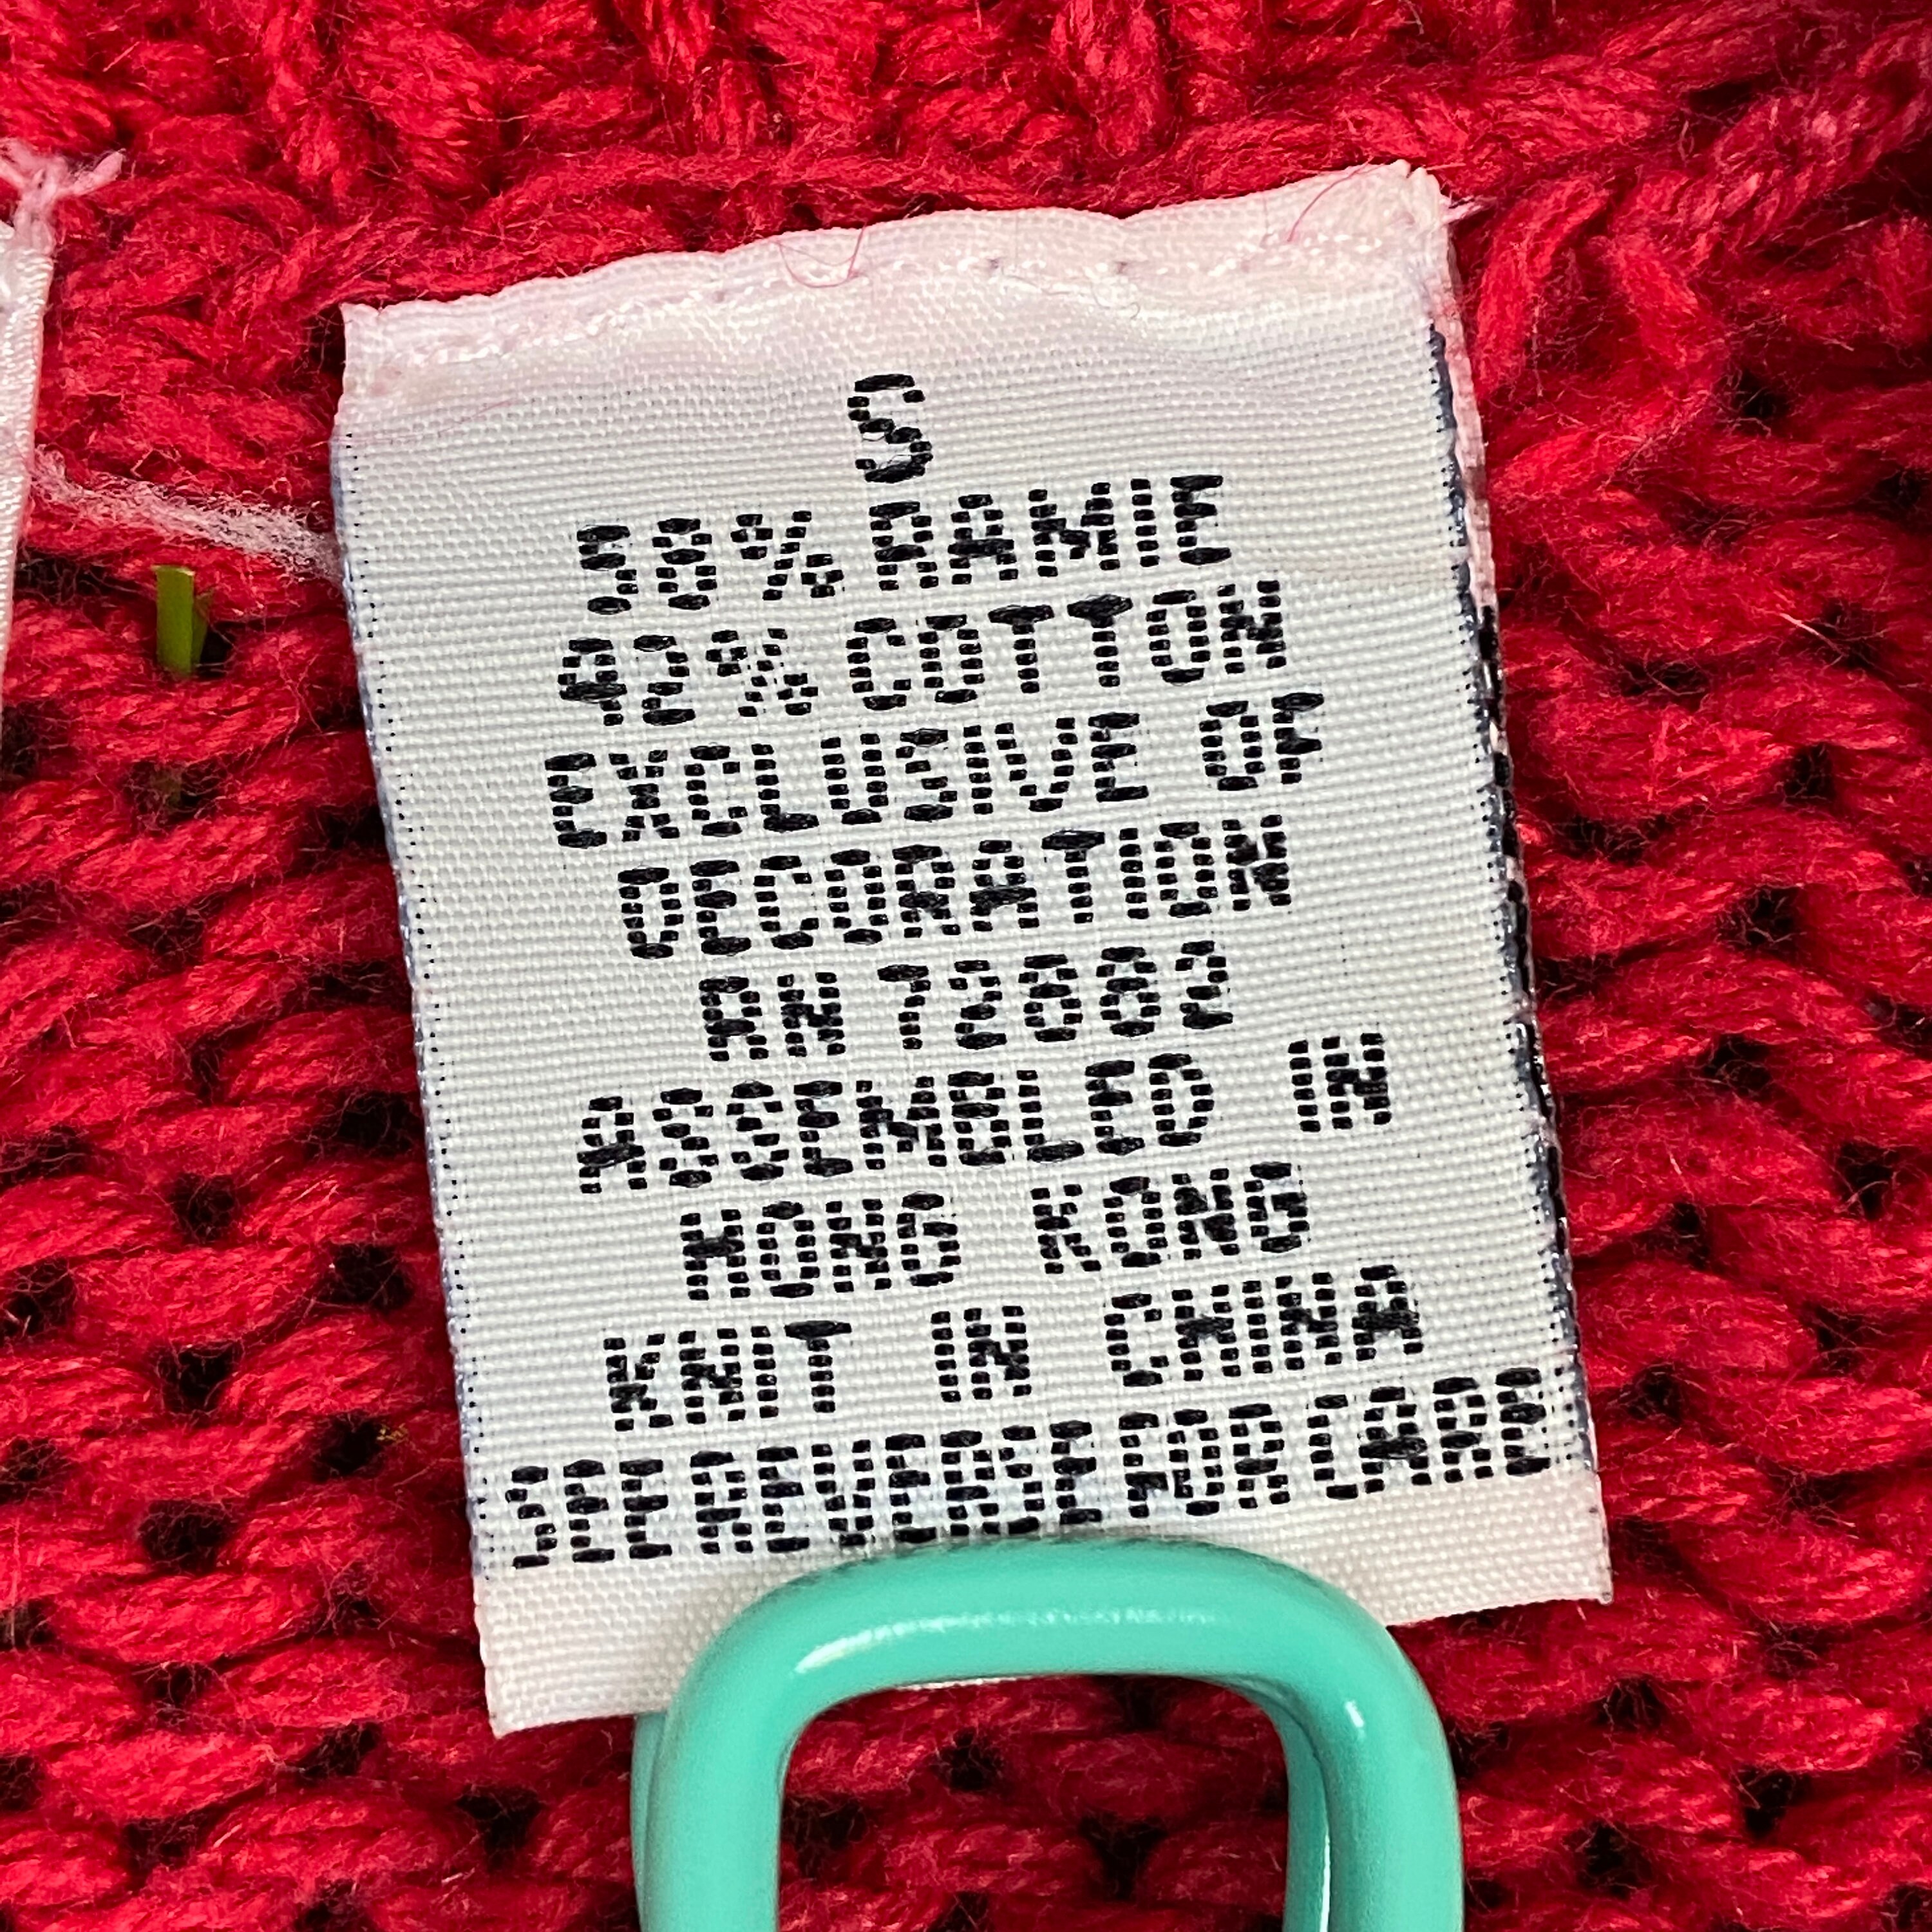 S
58% RAMIE
42% COTTON
EXCLUSIVE OF
DECORATION
RN 72882
ASSEMBLED IN
HONG KONG
KNIT IN CHINA
SEE REVERSE FOR CARE